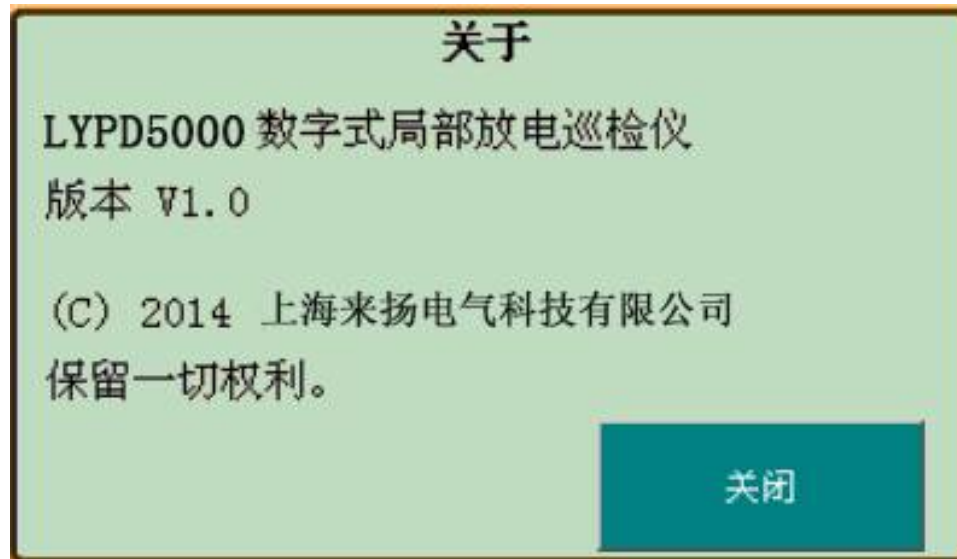 关于
LYPD5000 数字式局部放电巡检仪
版本 V1.0
(C) 2014 上海来扬电气科技有限公司
保留一切权利。
关闭